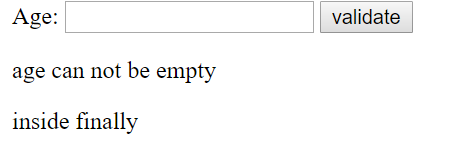 Age: validate
age can not be empty
inside finally